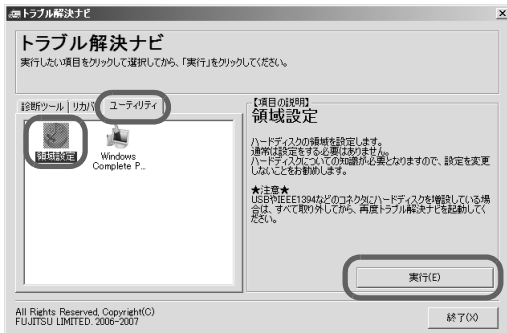 トラブル解決ナビ
トラブル解決ナビ
実行したい項目をクリックして選択してから、「実行」をクリックしてください。
診断ツール
リカバ
ユーティリティ
領域設定
Windows
Complete P...
【項目の説明】
領域設定
ハードディスクの領域を設定します。
通常は設定をする必要はありません。
ハードディスクについての知識が必要となりますので、設定を変更
しないことをお勧めします。
★注意★
USBやIEEE1394などのコネクタにハードディスクを増設している場
合は、すべて取り外してから、再度トラブル解決ナビを起動してく
ださい。
実行(E)
All Rights Reserved, Copyright(C)
FUJITSU LIMITED. 2006-2007
終了(X)